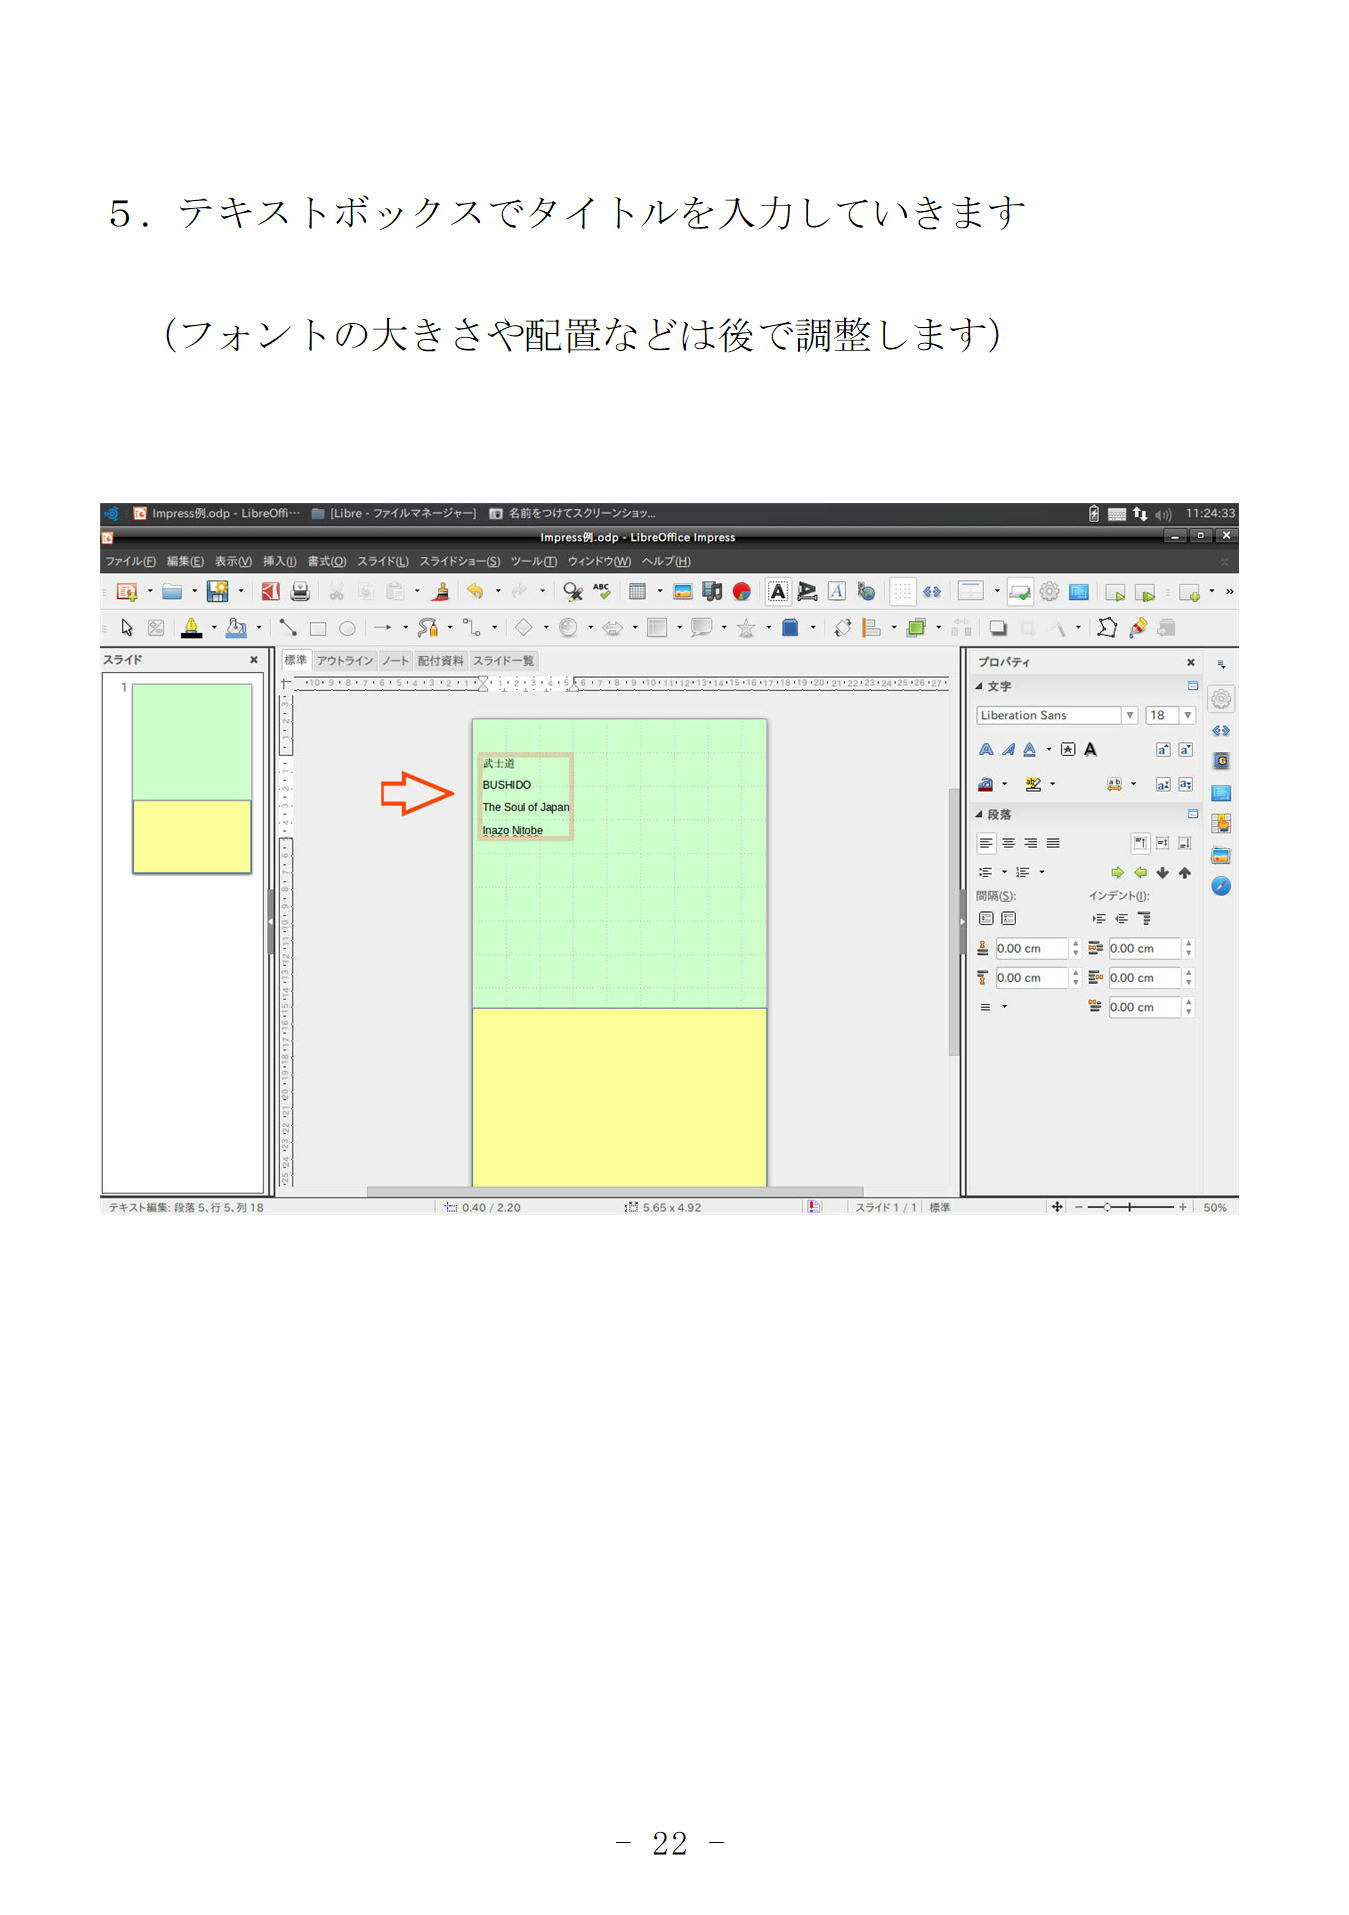 ５．テキストボックスでタイトルを入力していきます
（フォントの大きさや配置などは後で調整します）
Impress例.odp - LibreOffi… [Libre - ファイルマネージャー] 名前をつけてスクリーンショッ... 11:24:33
Impress例.odp - LibreOffice Impress
ファイル(F) 編集(E) 表示(V) 挿入(I) 書式(O) スライド(L) スライドショー(S) ツール(T) ウィンドウ(W) ヘルプ(H)
スライド
標準 アウトライン ノート 配付資料 スライド一覧
プロパティ
1
文字
Liberation Sans 18
武士道
BUSHIDO
The Soul of Japan
Inazo Nitobe
段落
間隔(S): インデント(I):
0.00 cm 0.00 cm
0.00 cm 0.00 cm
0.00 cm
テキスト編集: 段落 5、行 5、列 18 0.40 / 2.20 5.65 x 4.92 スライド 1 / 1 標準 50%
- 22 -